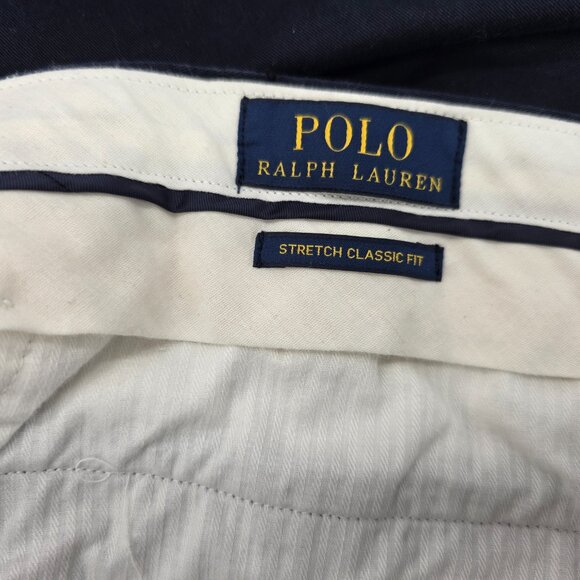 POLO
RALPH LAUREN
STRETCH CLASSIC FIT